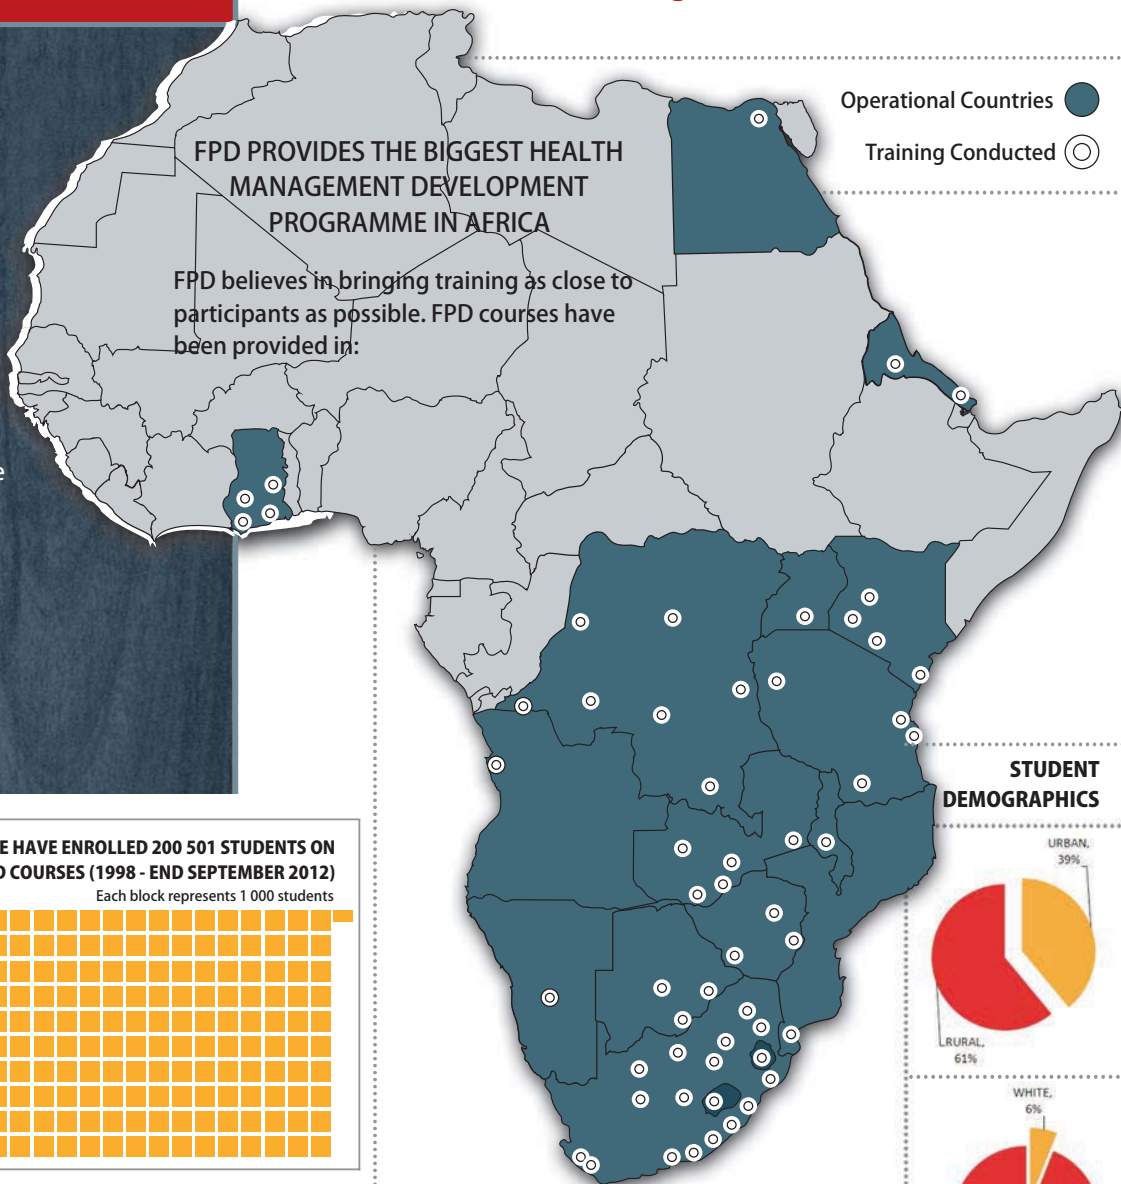 Operational Countries
Training Conducted
FPD PROVIDES THE BIGGEST HEALTH
MANAGEMENT DEVELOPMENT
PROGRAMME IN AFRICA
FPD believes in bringing training as close to
participants as possible. FPD courses have
been provided in:
e
STUDENT
DEMOGRAPHICS
URBAN,
39%
RURAL,
61%
WHITE,
6%
E HAVE ENROLLED 200 501 STUDENTS ON
D COURSES (1998 - END SEPTEMBER 2012)
Each block represents 1 000 students